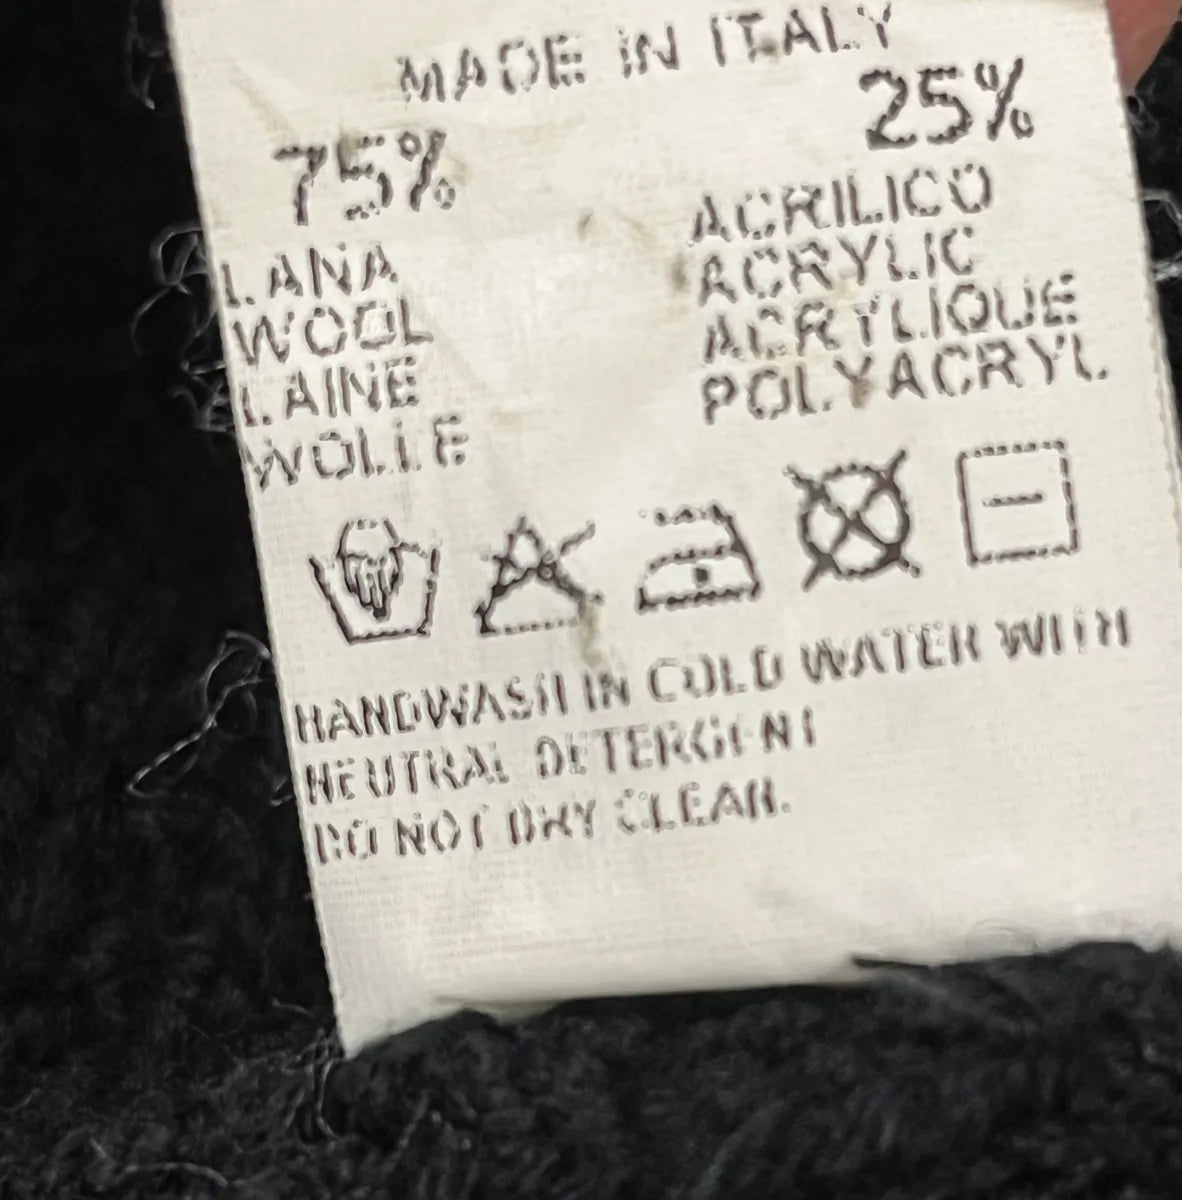 MADE IN ITALY
75%
LANA
WOOL
LAINE
WOLLE
25%
ACRILICO
ACRYLIC
ACRYLIQUE
POLYACRYL
HANDWASH IN COLD WATER WITH
NEUTRAL DETERGENT
DO NOT DRY CLEAN.